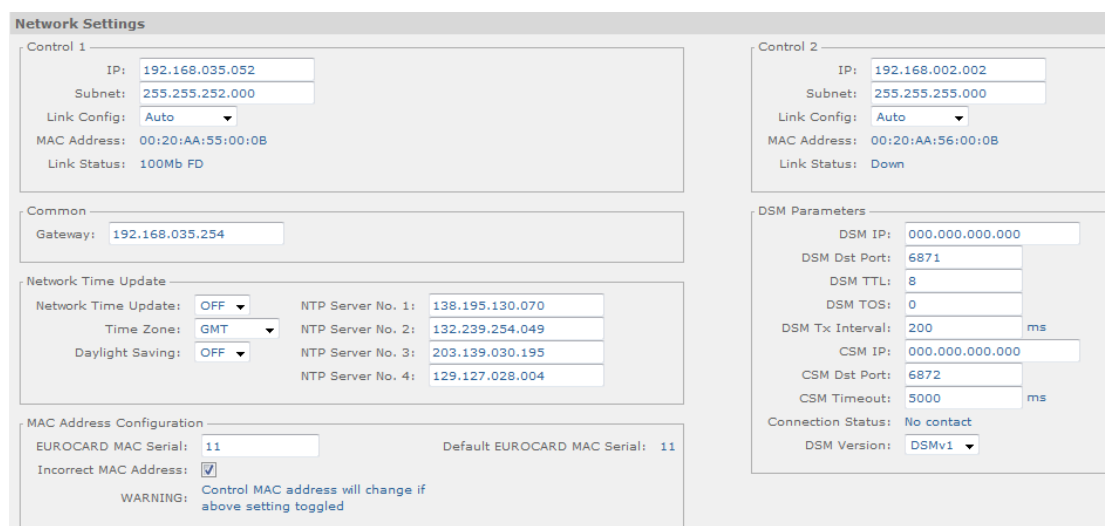 Network Settings
Control 1
IP: 192.168.035.052
Subnet: 255.255.252.000
Link Config: Auto
MAC Address: 00:20:AA:55:00:0B
Link Status: 100Mb FD
Control 2
IP: 192.168.002.002
Subnet: 255.255.255.000
Link Config: Auto
MAC Address: 00:20:AA:56:00:0B
Link Status: Down
Common
Gateway: 192.168.035.254
Network Time Update
Network Time Update: OFF NTP Server No. 1: 138.195.130.070
Time Zone: GMT NTP Server No. 2: 132.239.254.049
Daylight Saving: OFF NTP Server No. 3: 203.139.030.195
NTP Server No. 4: 129.127.028.004
DSM Parameters
DSM IP: 000.000.000.000
DSM Dst Port: 6871
DSM TTL: 8
DSM TOS: 0
DSM Tx Interval: 200 ms
CSM IP: 000.000.000.000
CSM Dst Port: 6872
CSM Timeout: 5000 ms
Connection Status: No contact
DSM Version: DSMv1
MAC Address Configuration
EUROCARD MAC Serial: 11 Default EUROCARD MAC Serial: 11
Incorrect MAC Address:
WARNING: Control MAC address will change if
above setting toggled